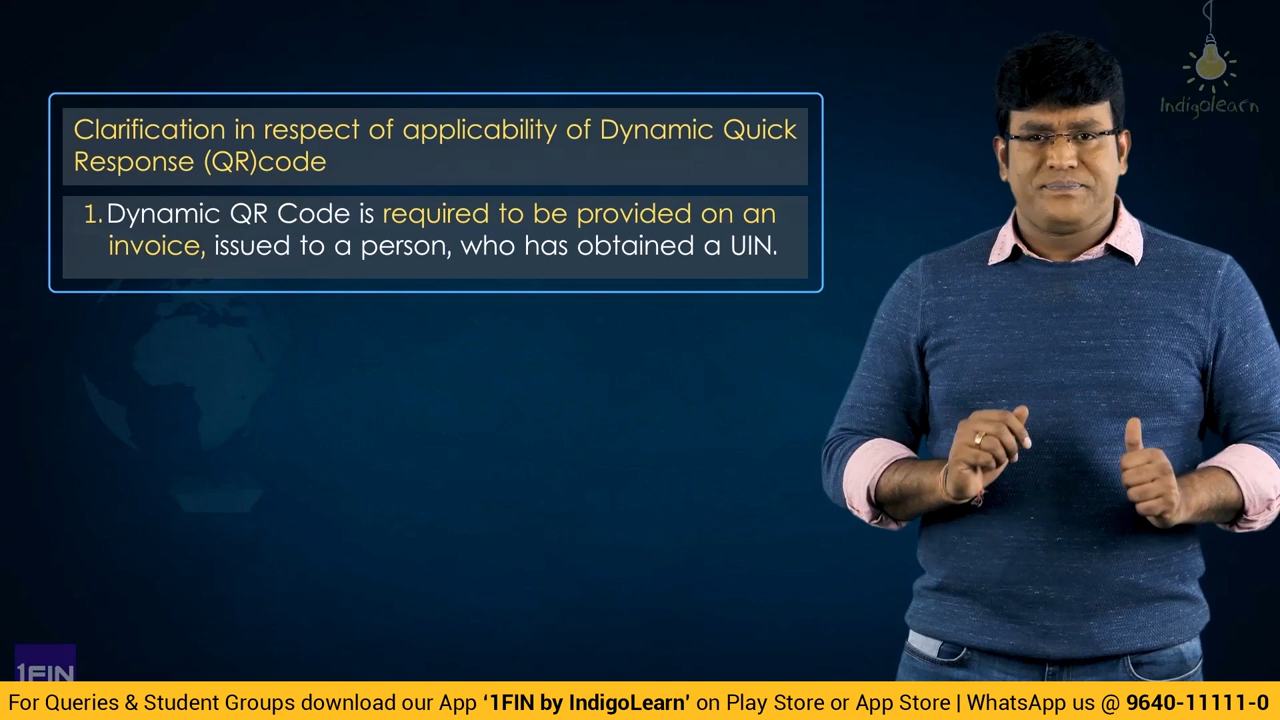 Indigolearn
Clarification in respect of applicability of Dynamic Quick
Response (QR)code
1.Dynamic QR Code is required to be provided on an
invoice, issued to a person, who has obtained a UIN.
1FIN
For Queries & Student Groups download our App ‘1FIN by IndigoLearn’ on Play Store or App Store | WhatsApp us @ 9640-11111-0